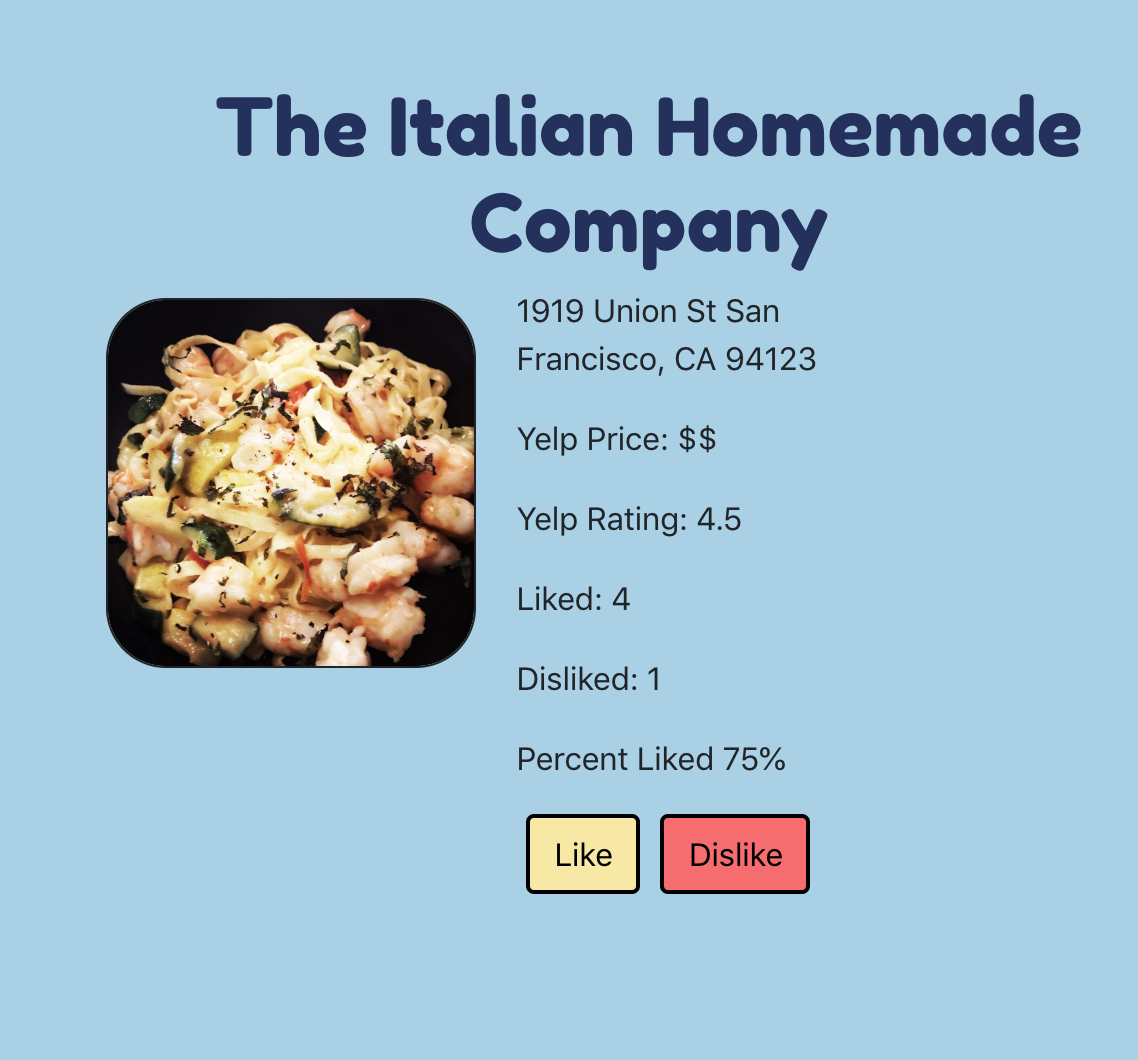 The Italian Homemade
Company
1919 Union St San
Francisco, CA 94123
Yelp Price: $$
Yelp Rating: 4.5
Liked: 4
Disliked: 1
Percent Liked 75%
Like
Dislike